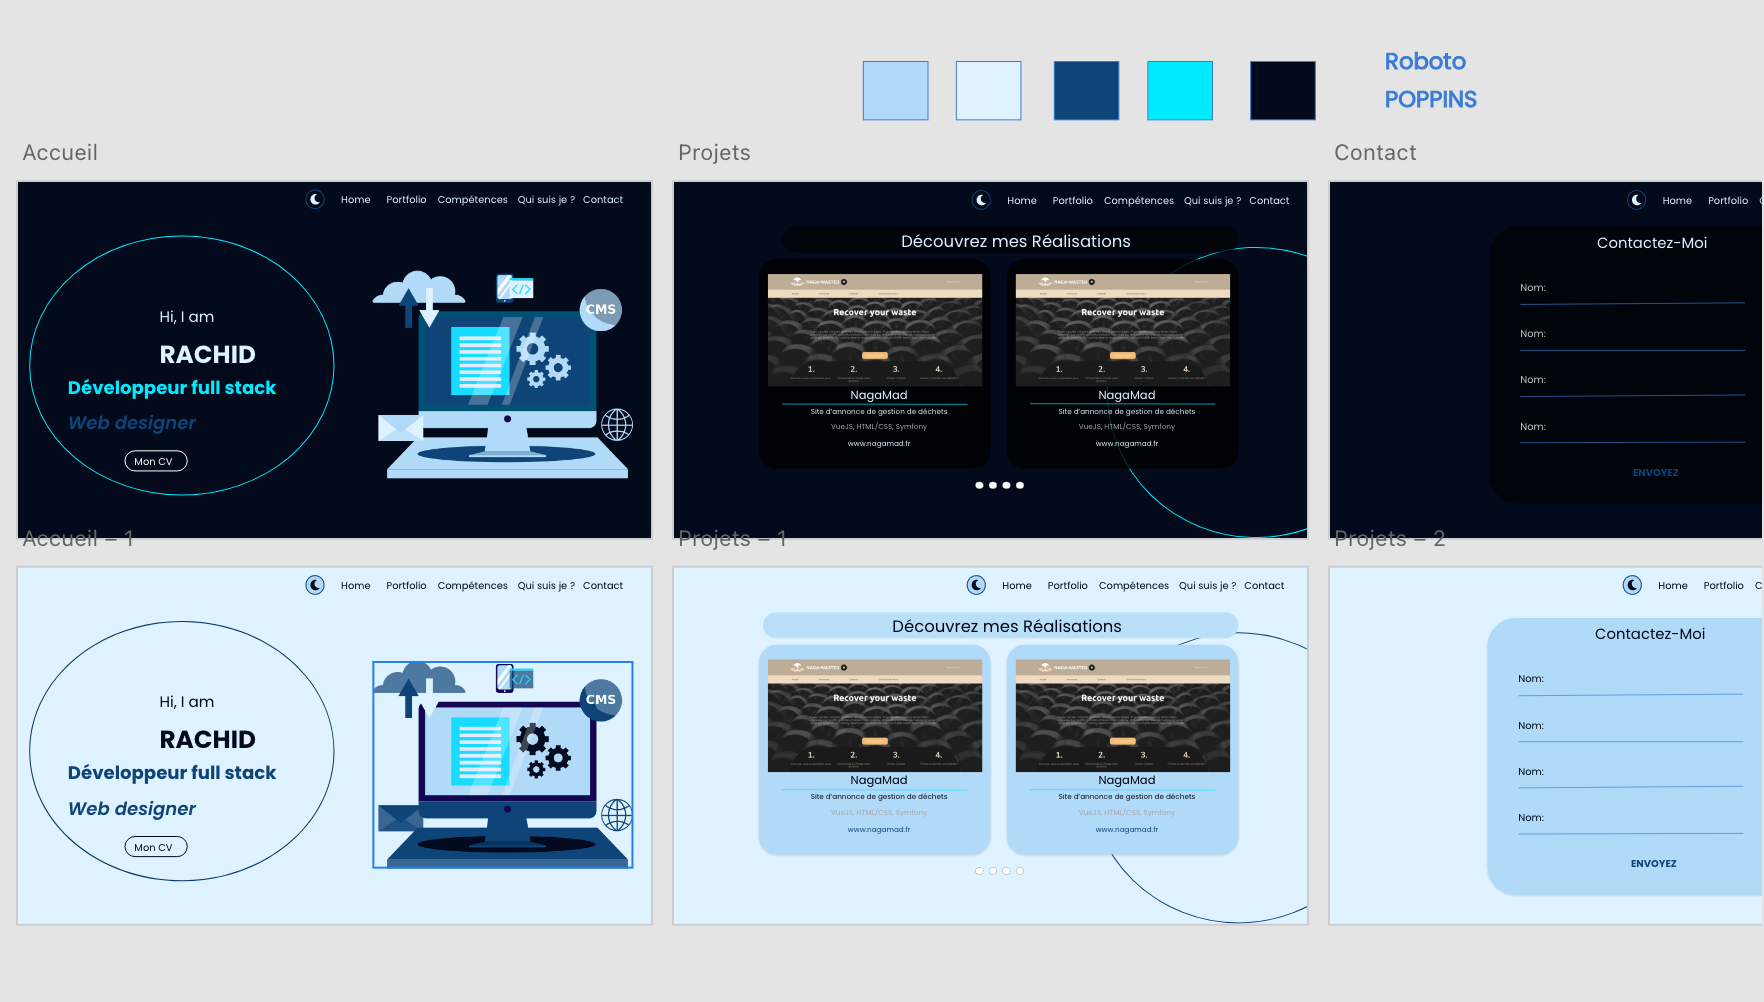 Roboto
POPPINS
Accueil
Projets
Contact
Home Portfolio Compétences Qui suis je ? Contact
Hi, I am
RACHID
Développeur full stack
Web designer
Mon CV
CMS
</>
Home Portfolio Compétences Qui suis je ? Contact
Découvrez mes Réalisations
NAGA-WASTED
Recover your waste
1. 2. 3. 4.
NagaMad
Site d'annonce de gestion de déchets
VueJS, HTML/CSS, Symfony
www.nagamad.fr
NAGA-WASTED
Recover your waste
1. 2. 3. 4.
NagaMad
Site d'annonce de gestion de déchets
VueJS, HTML/CSS, Symfony
www.nagamad.fr
Home Portfolio
Contactez-Moi
Nom:
Nom:
Nom:
Nom:
ENVOYEZ
Accueil – 1
Projets – 1
Projets – 2
Home Portfolio Compétences Qui suis je ? Contact
Hi, I am
RACHID
Développeur full stack
Web designer
Mon CV
CMS
</>
Home Portfolio Compétences Qui suis je ? Contact
Découvrez mes Réalisations
NAGA-WASTED
Recover your waste
1. 2. 3. 4.
NagaMad
Site d'annonce de gestion de déchets
VueJS, HTML/CSS, Symfony
www.nagamad.fr
NAGA-WASTED
Recover your waste
1. 2. 3. 4.
NagaMad
Site d'annonce de gestion de déchets
VueJS, HTML/CSS, Symfony
www.nagamad.fr
Home Portfolio
Contactez-Moi
Nom:
Nom:
Nom:
Nom:
ENVOYEZ